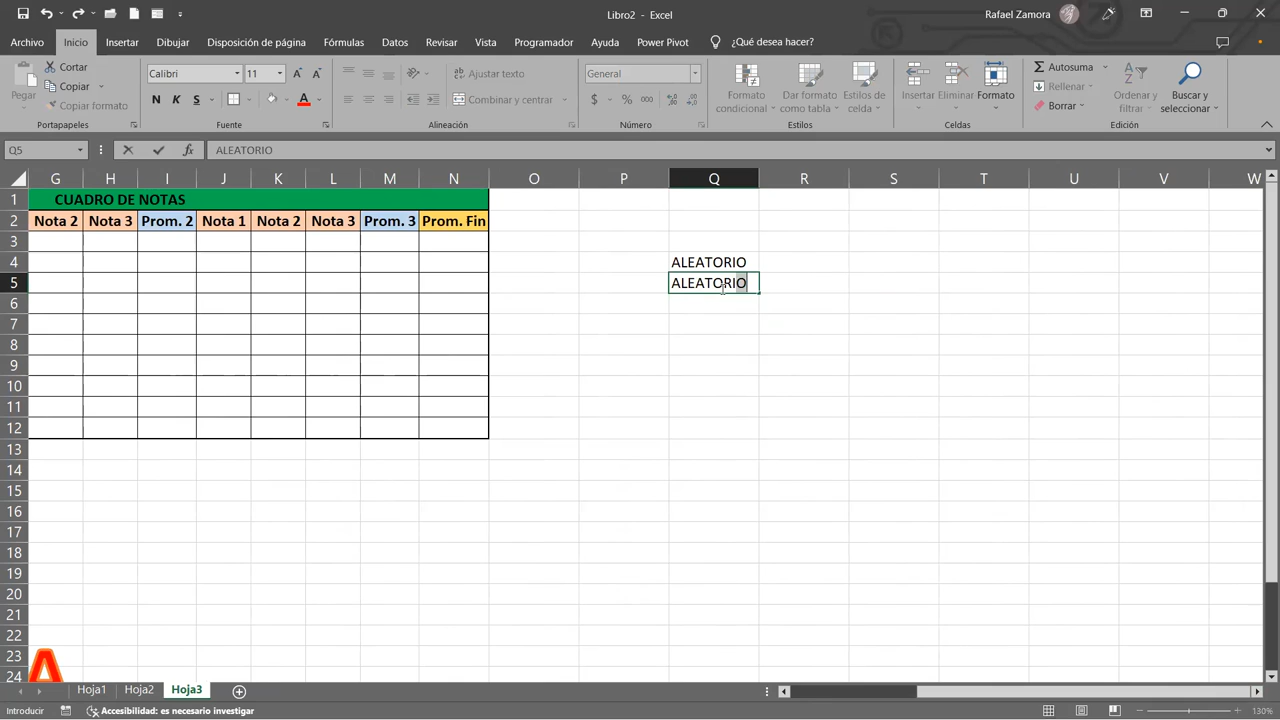 Libro2 - Excel
Rafael Zamora
Archivo Inicio Insertar Dibujar Disposición de página Fórmulas Datos Revisar Vista Programador Ayuda Power Pivot ¿Qué desea hacer?
Pegar
Cortar
Copiar
Copiar formato
Portapapeles
Calibri 11
N K S
Fuente
Ajustar texto
Combinar y centrar
Alineación
General
$ % 000
Número
Formato condicional
Dar formato como tabla
Estilos de celda
Estilos
Insertar Eliminar Formato
Celdas
Autosuma
Rellenar
Borrar
Ordenar y filtrar
Buscar y seleccionar
Edición
Q5 fx ALEATORIO
G H I J K L M N O P Q R S T U V W
1 CUADRO DE NOTAS
2 Nota 2 Nota 3 Prom. 2 Nota 1 Nota 2 Nota 3 Prom. 3 Prom. Fin
3
4 ALEATORIO
5 ALEATORIO
6
7
8
9
10
11
12
13
14
15
16
17
18
19
20
21
22
23
24
A
Hoja1 Hoja2 Hoja3
Introducir Accesibilidad: es necesario investigar 130%